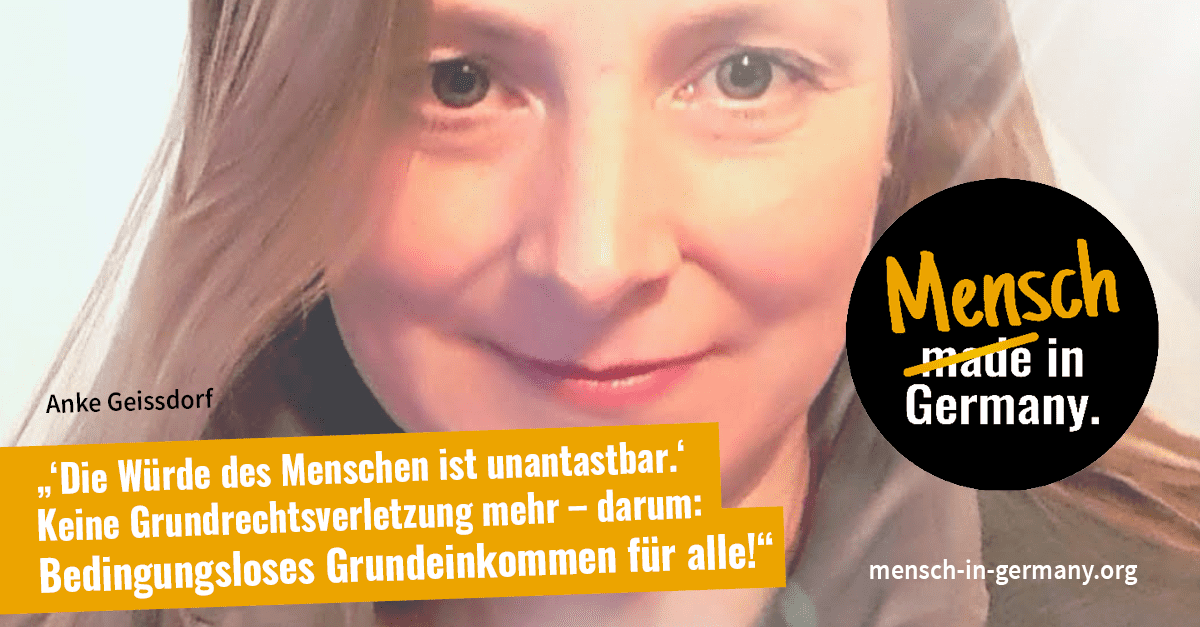 Anke Geissdorf
„‘Die Würde des Menschen ist unantastbar.‘
Keine Grundrechtsverletzung mehr – darum:
Bedingungsloses Grundeinkommen für alle!“
Mensch
made in
Germany.
mensch-in-germany.org